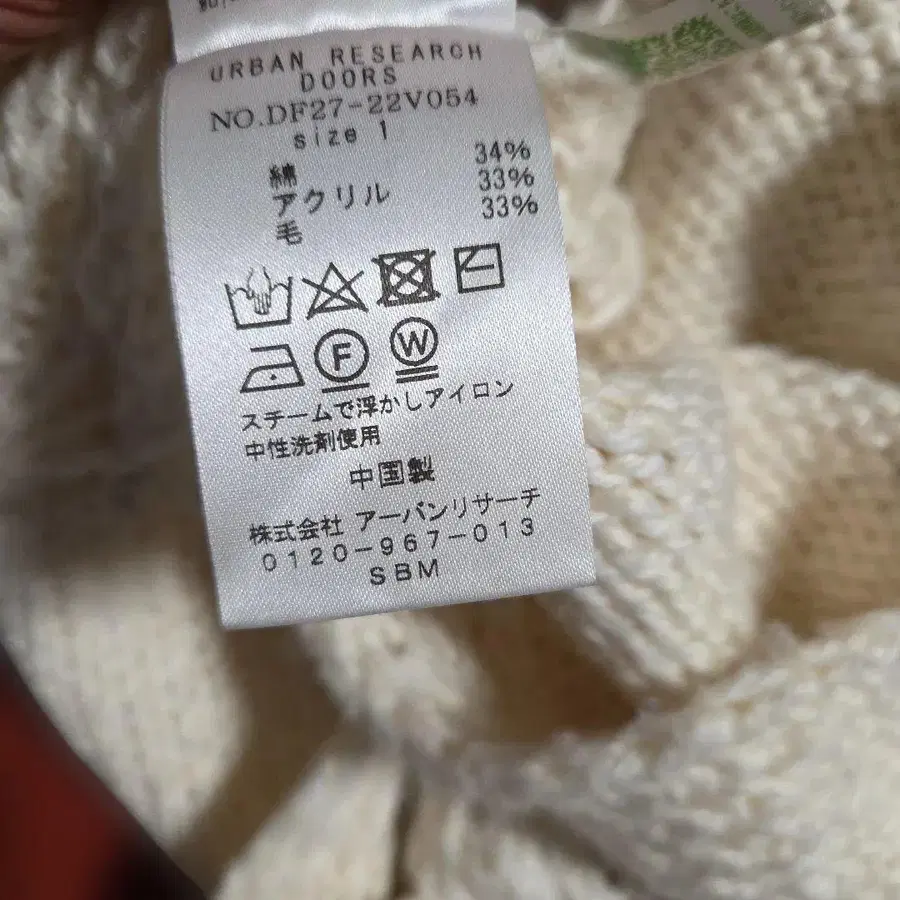 URBAN RESEARCH
DOORS
NO.DF27-22V054
size 1
綿 34%
アクリル 33%
毛 33%
F W
スチームで浮かしアイロン
中性洗剤使用
中国製
株式会社 アーバンリサーチ
0120-967-013
SBM